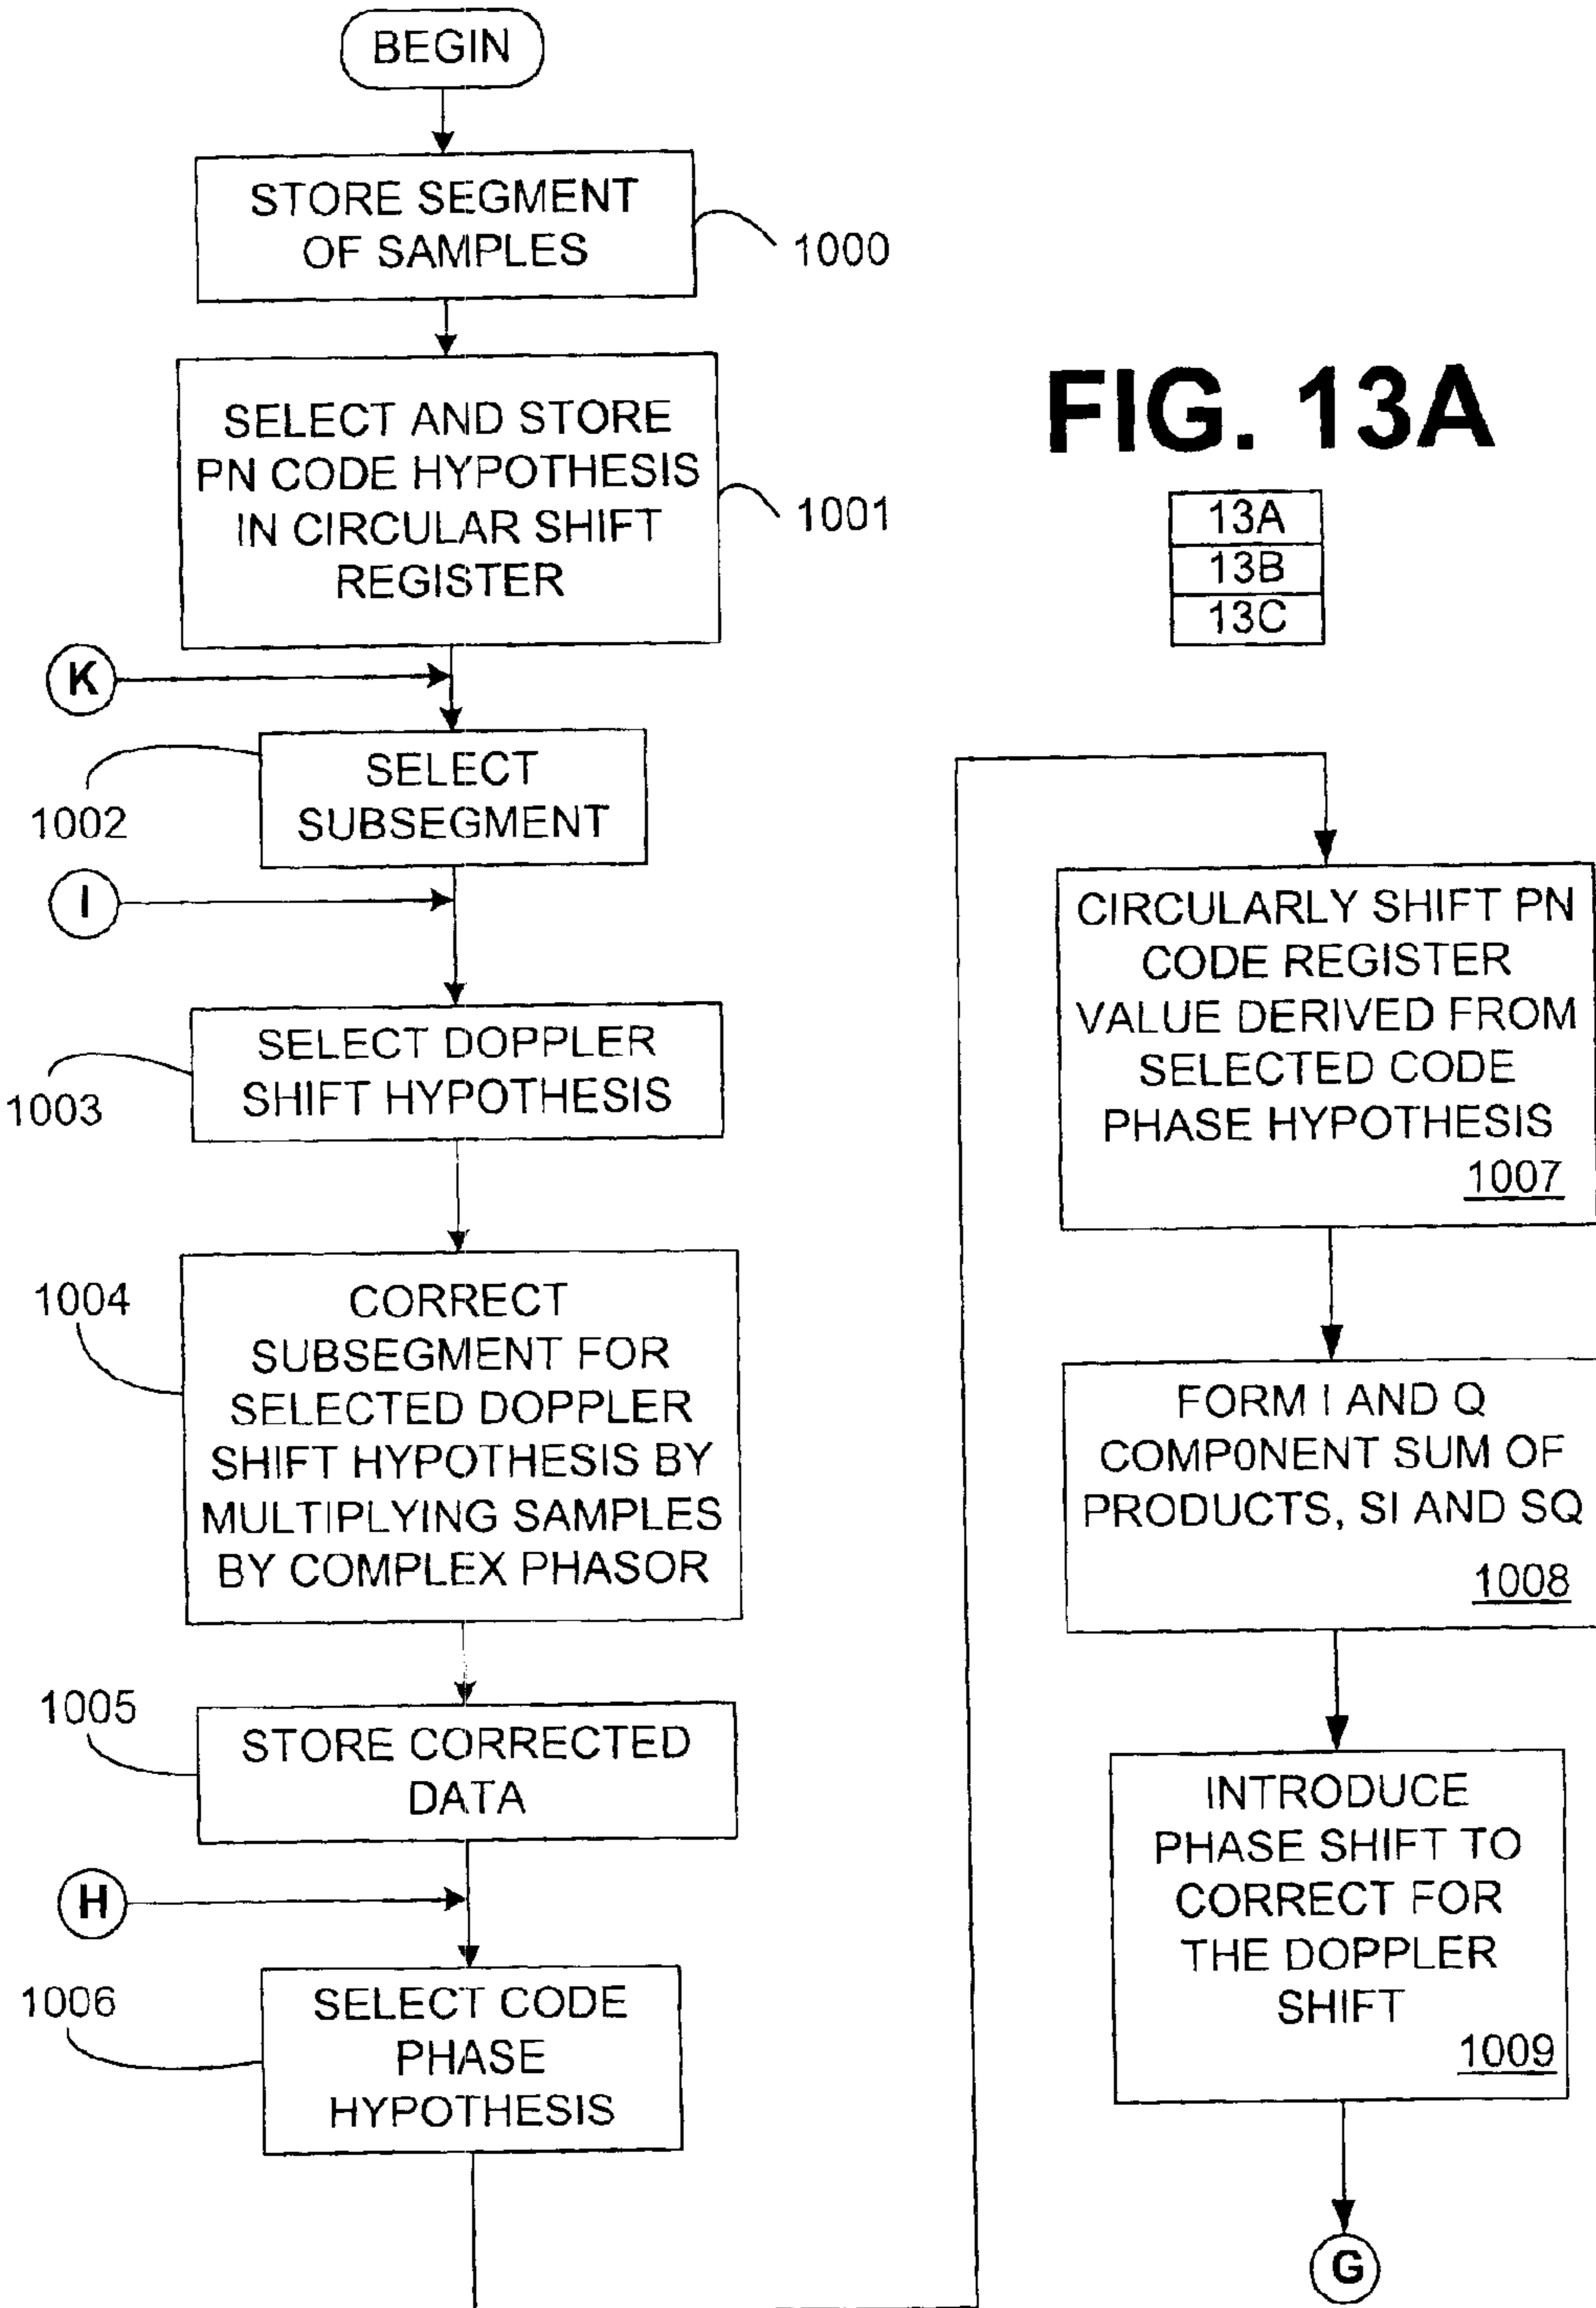 BEGIN
STORE SEGMENT
OF SAMPLES
1000
SELECT AND STORE
PN CODE HYPOTHESIS
IN CIRCULAR SHIFT
REGISTER
1001
K
SELECT
SUBSEGMENT
1002
I
SELECT DOPPLER
SHIFT HYPOTHESIS
1003
CORRECT
SUBSEGMENT FOR
SELECTED DOPPLER
SHIFT HYPOTHESIS BY
MULTIPLYING SAMPLES
BY COMPLEX PHASOR
1004
STORE CORRECTED
DATA
1005
H
SELECT CODE
PHASE
HYPOTHESIS
1006
FIG. 13A
13A
13B
13C
CIRCULARLY SHIFT PN
CODE REGISTER
VALUE DERIVED FROM
SELECTED CODE
PHASE HYPOTHESIS
1007
FORM I AND Q
COMPONENT SUM OF
PRODUCTS, SI AND SQ
1008
INTRODUCE
PHASE SHIFT TO
CORRECT FOR
THE DOPPLER
SHIFT
1009
G